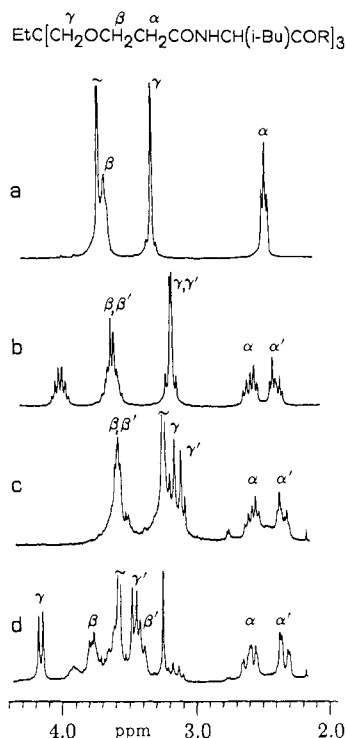 γ β α
EtC[CH₂OCH₂CH₂CONHCH(i-Bu)COR]₃
a
~ β γ α
b
β,β' γ,γ' α α'
c
β,β' ~ γ γ' α α'
d
γ β ~ γ' β' α α'
4.0 ppm 3.0 2.0